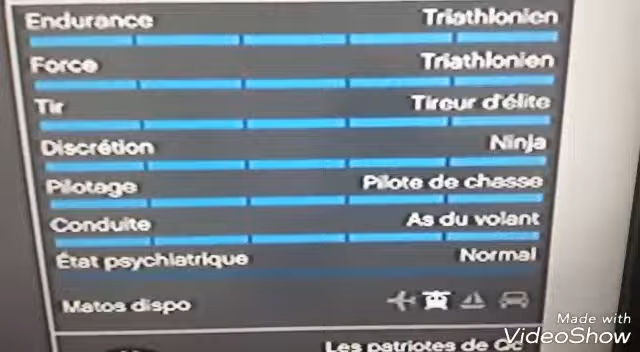 Endurance Triathlonien
Force Triathlonien
Tir Tireur d'élite
Discrétion Ninja
Pilotage Pilote de chasse
Conduite As du volant
État psychiatrique Normal
Matos dispo
Les patriotes de
Made with
VideoShow